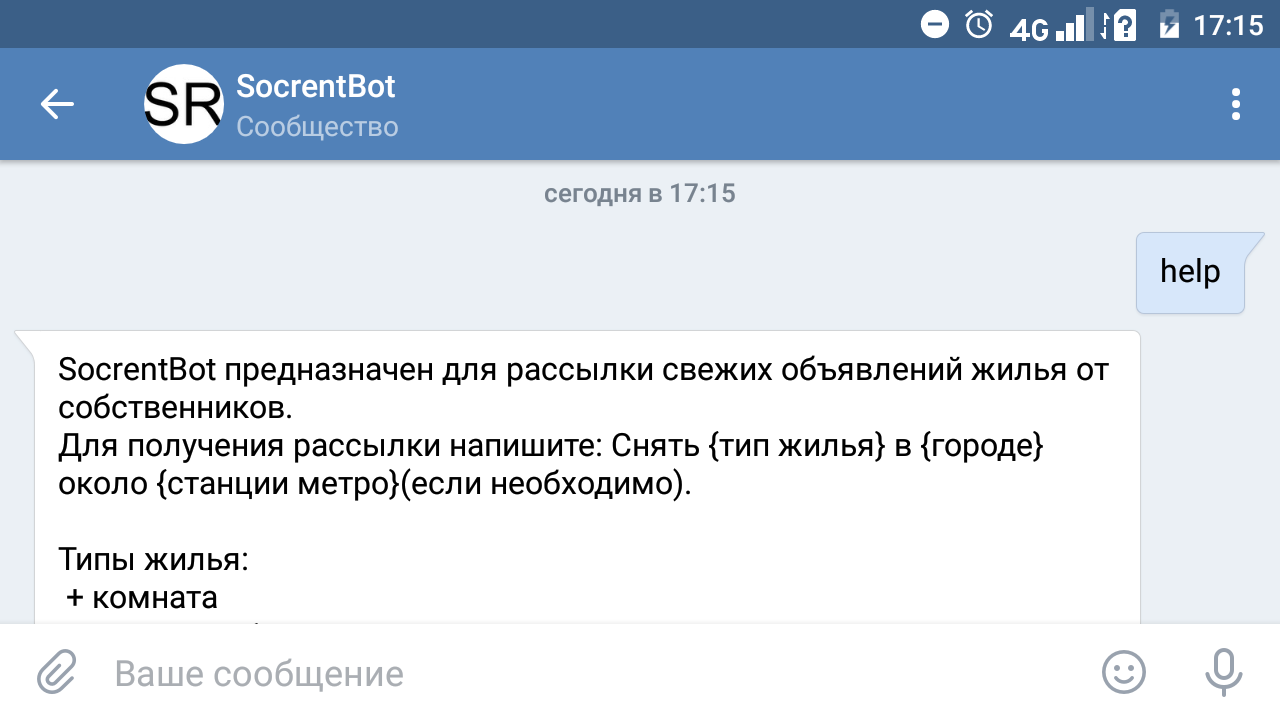 4G 17:15
SR
SocrentBot
Сообщество
сегодня в 17:15
help
SocrentBot предназначен для рассылки свежих объявлений жилья от
собственников.
Для получения рассылки напишите: Снять {тип жилья} в {городе}
около {станции метро}(если необходимо).
Типы жилья:
+ комната
Ваше сообщение